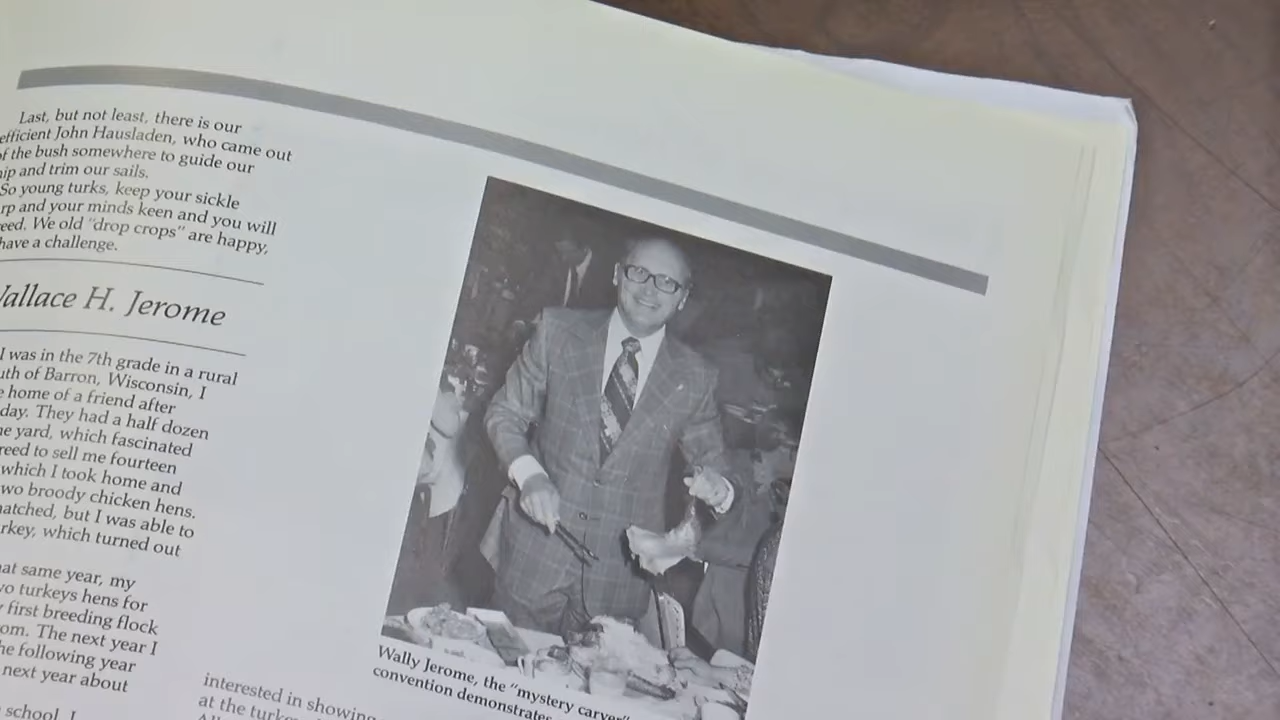 Last, but not least, there is our
efficient John Hausladen, who came out
of the bush somewhere to guide our
ip and trim our sails.
So young turks, keep your sickle
rp and your minds keen and you will
eed. We old "drop crops" are happy,
have a challenge.
Wallace H. Jerome
I was in the 7th grade in a rural
uth of Barron, Wisconsin, I
e home of a friend after
day. They had a half dozen
he yard, which fascinated
reed to sell me fourteen
which I took home and
wo broody chicken hens.
hatched, but I was able to
rkey, which turned out
hat same year, my
vo turkeys hens for
first breeding flock
om. The next year I
he following year
next year about
school, I
interested in showing
at the turke
Wally Jerome, the "mystery carver"
convention demonstrates